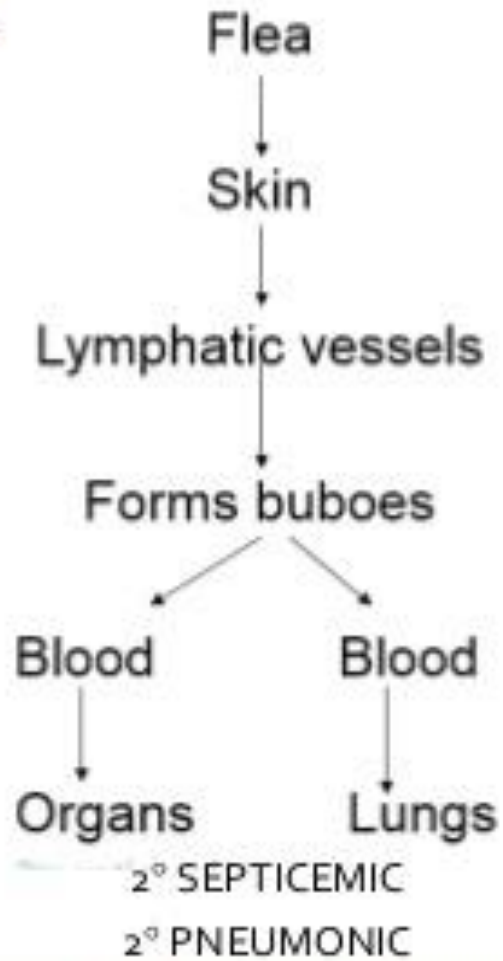 Flea
Skin
Lymphatic vessels
Forms buboes
Blood Blood
Organs Lungs
2° SEPTICEMIC
2° PNEUMONIC